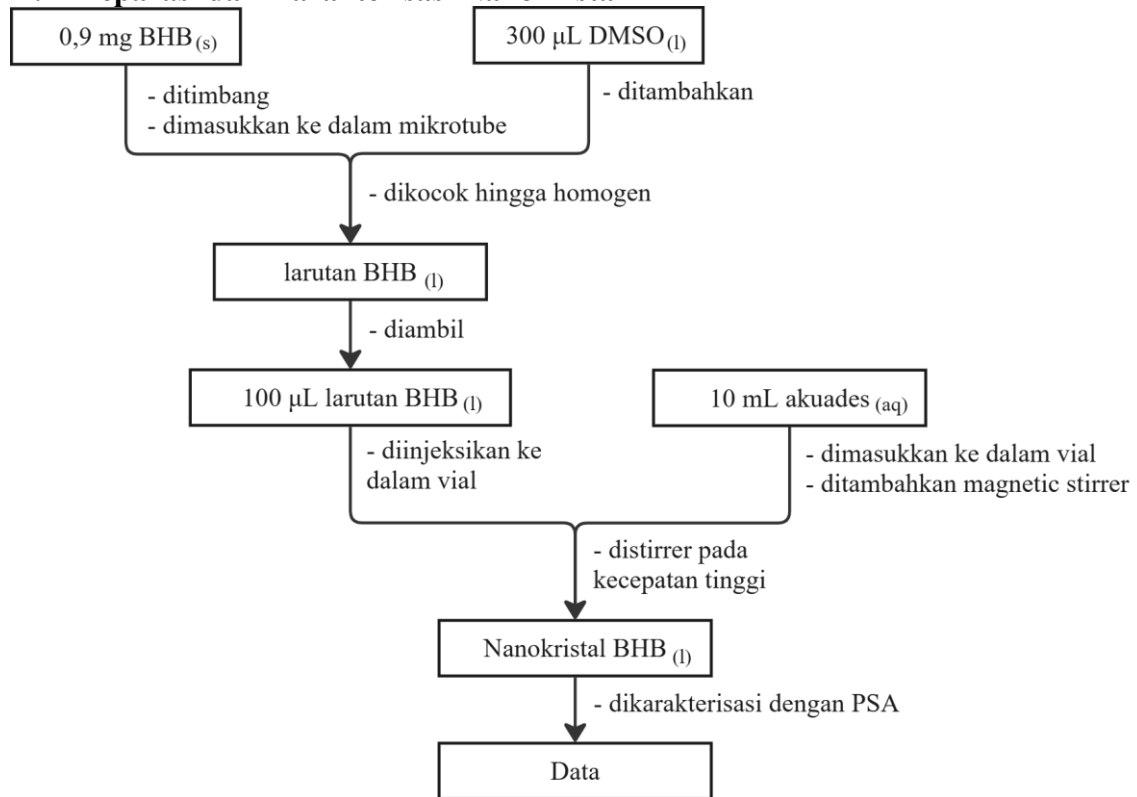 0,9 mg BHB (s)
300 μL DMSO (l)
- ditimbang
- dimasukkan ke dalam mikrotube
- ditambahkan
- dikocok hingga homogen
larutan BHB (l)
- diambil
100 μL larutan BHB (l)
10 mL akuades (aq)
- diinjeksikan ke
dalam vial
- dimasukkan ke dalam vial
- ditambahkan magnetic stirrer
- distirrer pada
kecepatan tinggi
Nanokristal BHB (l)
- dikarakterisasi dengan PSA
Data